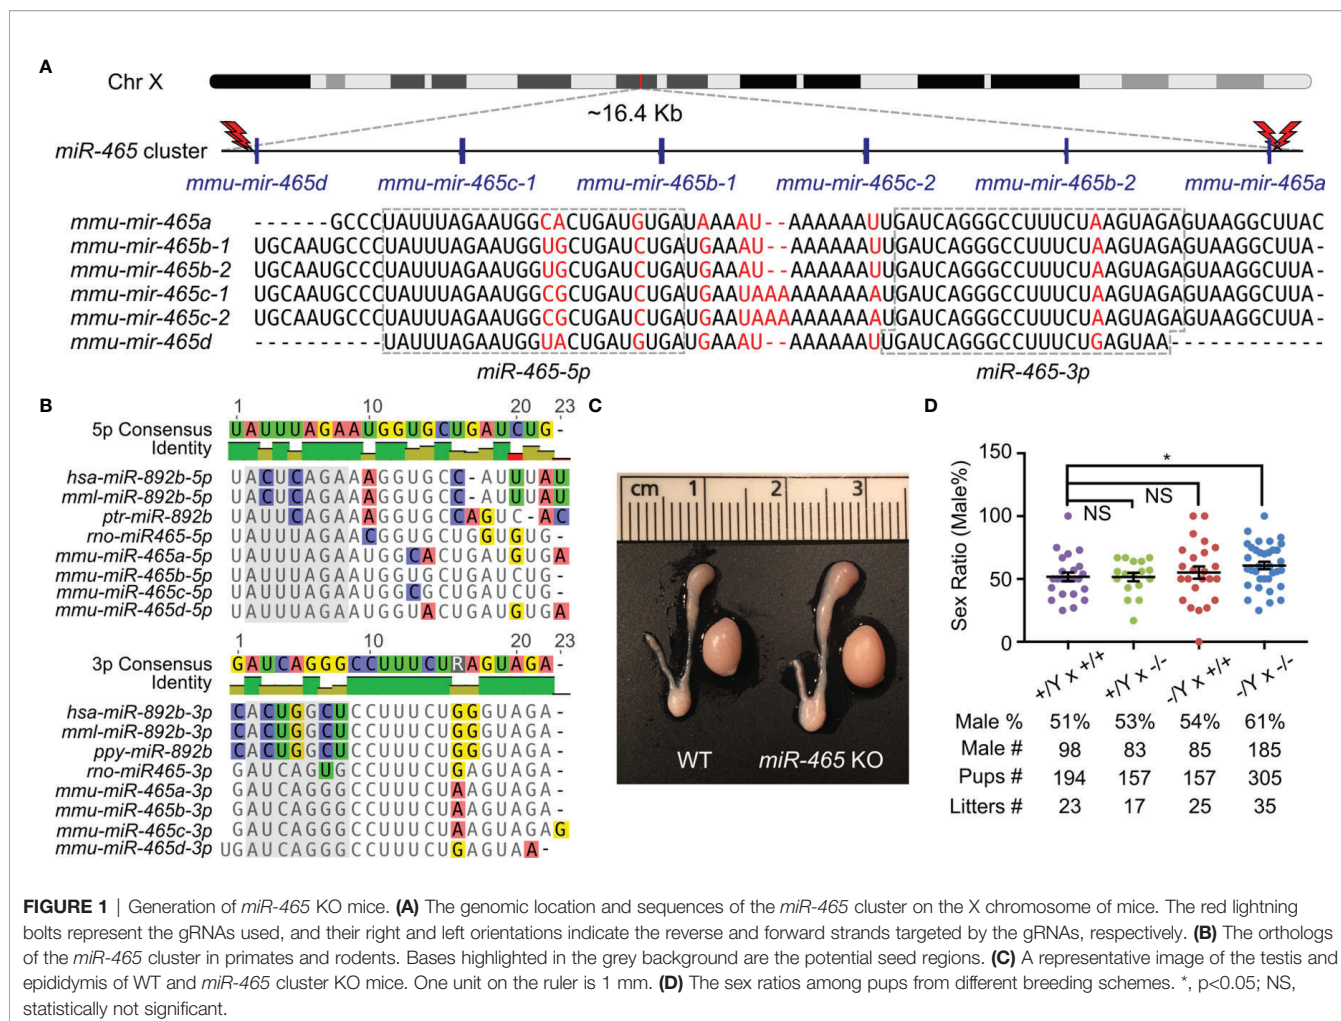 A
Chr X
~16.4 Kb
miR-465 cluster
mmu-mir-465d mmu-mir-465c-1 mmu-mir-465b-1 mmu-mir-465c-2 mmu-mir-465b-2 mmu-mir-465a
mmu-mir-465a ------GCCCUAUUUAGAAUGGCACUGAUGUGAUAAAAU--AAAAAAUUGAUCAGGGCCUUUCUAAGUAGAGUAAGGCUUAC
mmu-mir-465b-1 UGCAAUGCCCUAUUUAGAAUGGUGCUGAUCUGAUGAAAU--AAAAAAUUGAUCAGGGCCUUUCUAAGUAGAGUAAGGCUUA-
mmu-mir-465b-2 UGCAAUGCCCUAUUUAGAAUGGUGCUGAUCUGAUGAAAU--AAAAAAUUGAUCAGGGCCUUUCUAAGUAGAGUAAGGCUUA-
mmu-mir-465c-1 UGCAAUGCCCUAUUUAGAAUGGCGCUGAUCUGAUGAAUAAAAAAAAAAUGAUCAGGGCCUUUCUAAGUAGAGUAAGGCUUA-
mmu-mir-465c-2 UGCAAUGCCCUAUUUAGAAUGGCGCUGAUCUGAUGAAUAAAAAAAAAAUGAUCAGGGCCUUUCUAAGUAGAGUAAGGCUUA-
mmu-mir-465d ----------UAUUUAGAAUGGUACUGAUGUGAUGAAAU--AAAAAAUUGAUCAGGGCCUUUCUGAGUAA------------
miR-465-5p miR-465-3p
B
1 10 20 23
5p Consensus UAUUUAGAAUGGUGCUGAUCUG-
Identity
hsa-miR-892b-5p UACUCAGAAAGGUGCC-AUUUAU
mml-miR-892b-5p UACUCAGAAAGGUGCC-AUUUAU
ptr-miR-892b UAUUCAGAAAGGUGCCAGUC-AC
rno-miR465-5p UAUUUAGAACGGUGCUGGUGUG-
mmu-miR-465a-5p UAUUUAGAAUGGCACUGAUGUGA
mmu-miR-465b-5p UAUUUAGAAUGGUGCUGAUCUG-
mmu-miR-465c-5p UAUUUAGAAUGGCGCUGAUCUG-
mmu-miR-465d-5p UAUUUAGAAUGGUACUGAUGUGA
1 10 20 23
3p Consensus GAUCAGGGCCUUUCURAGUAGA-
Identity
hsa-miR-892b-3p CACUGGCUCCUUUCUGGGUAGA-
mml-miR-892b-3p CACUGGCUCCUUUCUGGGUAGA-
ppy-miR-892b CACUGGCUCCUUUCUGGGUAGA-
rno-miR465-3p GAUCAGUGCCUUUCUGAGUAGA-
mmu-miR-465a-3p GAUCAGGGCCUUUCUAAGUAGA-
mmu-miR-465b-3p GAUCAGGGCCUUUCUAAGUAGA-
mmu-miR-465c-3p GAUCAGGGCCUUUCUAAGUAGAG
mmu-miR-465d-3p UGAUCAGGGCCUUUCUGAGUAA-
C
cm 1 2 3
WT miR-465 KO
D
Sex Ratio (Male%)
150
100
50
0
*
NS
NS
+/Y x +/+ +/Y x -/- -/Y x +/+ -/Y x -/-
Male % 51% 53% 54% 61%
Male # 98 83 85 185
Pups # 194 157 157 305
Litters # 23 17 25 35
FIGURE 1 | Generation of miR-465 KO mice. (A) The genomic location and sequences of the miR-465 cluster on the X chromosome of mice. The red lightning
bolts represent the gRNAs used, and their right and left orientations indicate the reverse and forward strands targeted by the gRNAs, respectively. (B) The orthologs
of the miR-465 cluster in primates and rodents. Bases highlighted in the grey background are the potential seed regions. (C) A representative image of the testis and
epididymis of WT and miR-465 cluster KO mice. One unit on the ruler is 1 mm. (D) The sex ratios among pups from different breeding schemes. *, p<0.05; NS,
statistically not significant.